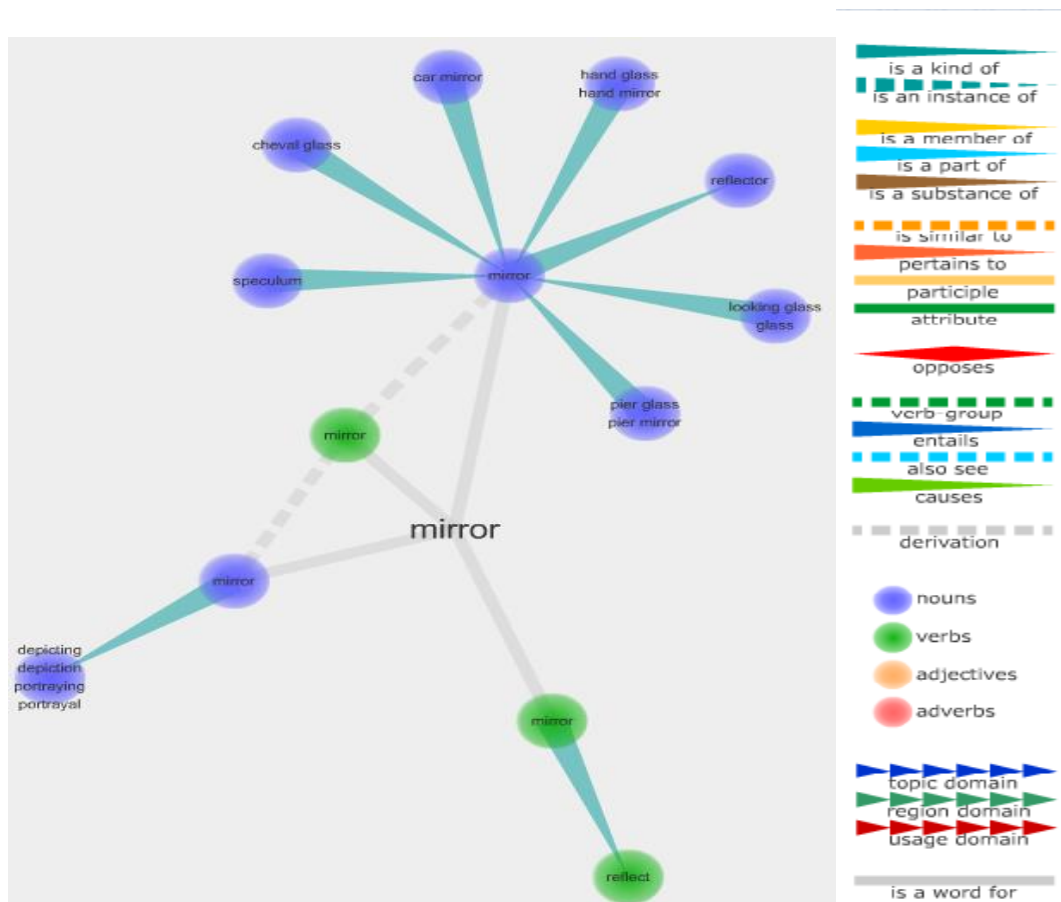 car mirror
hand glass
hand mirror
cheval glass
reflector
speculum
mirror
looking glass
glass
pier glass
pier mirror
mirror
mirror
mirror
depicting
depiction
portraying
portrayal
mirror
reflect
is a kind of
is an instance of
is a member of
is a part of
is a substance of
is similar to
pertains to
participle
attribute
opposes
verb-group
entails
also see
causes
derivation
nouns
verbs
adjectives
adverbs
topic domain
region domain
usage domain
is a word for